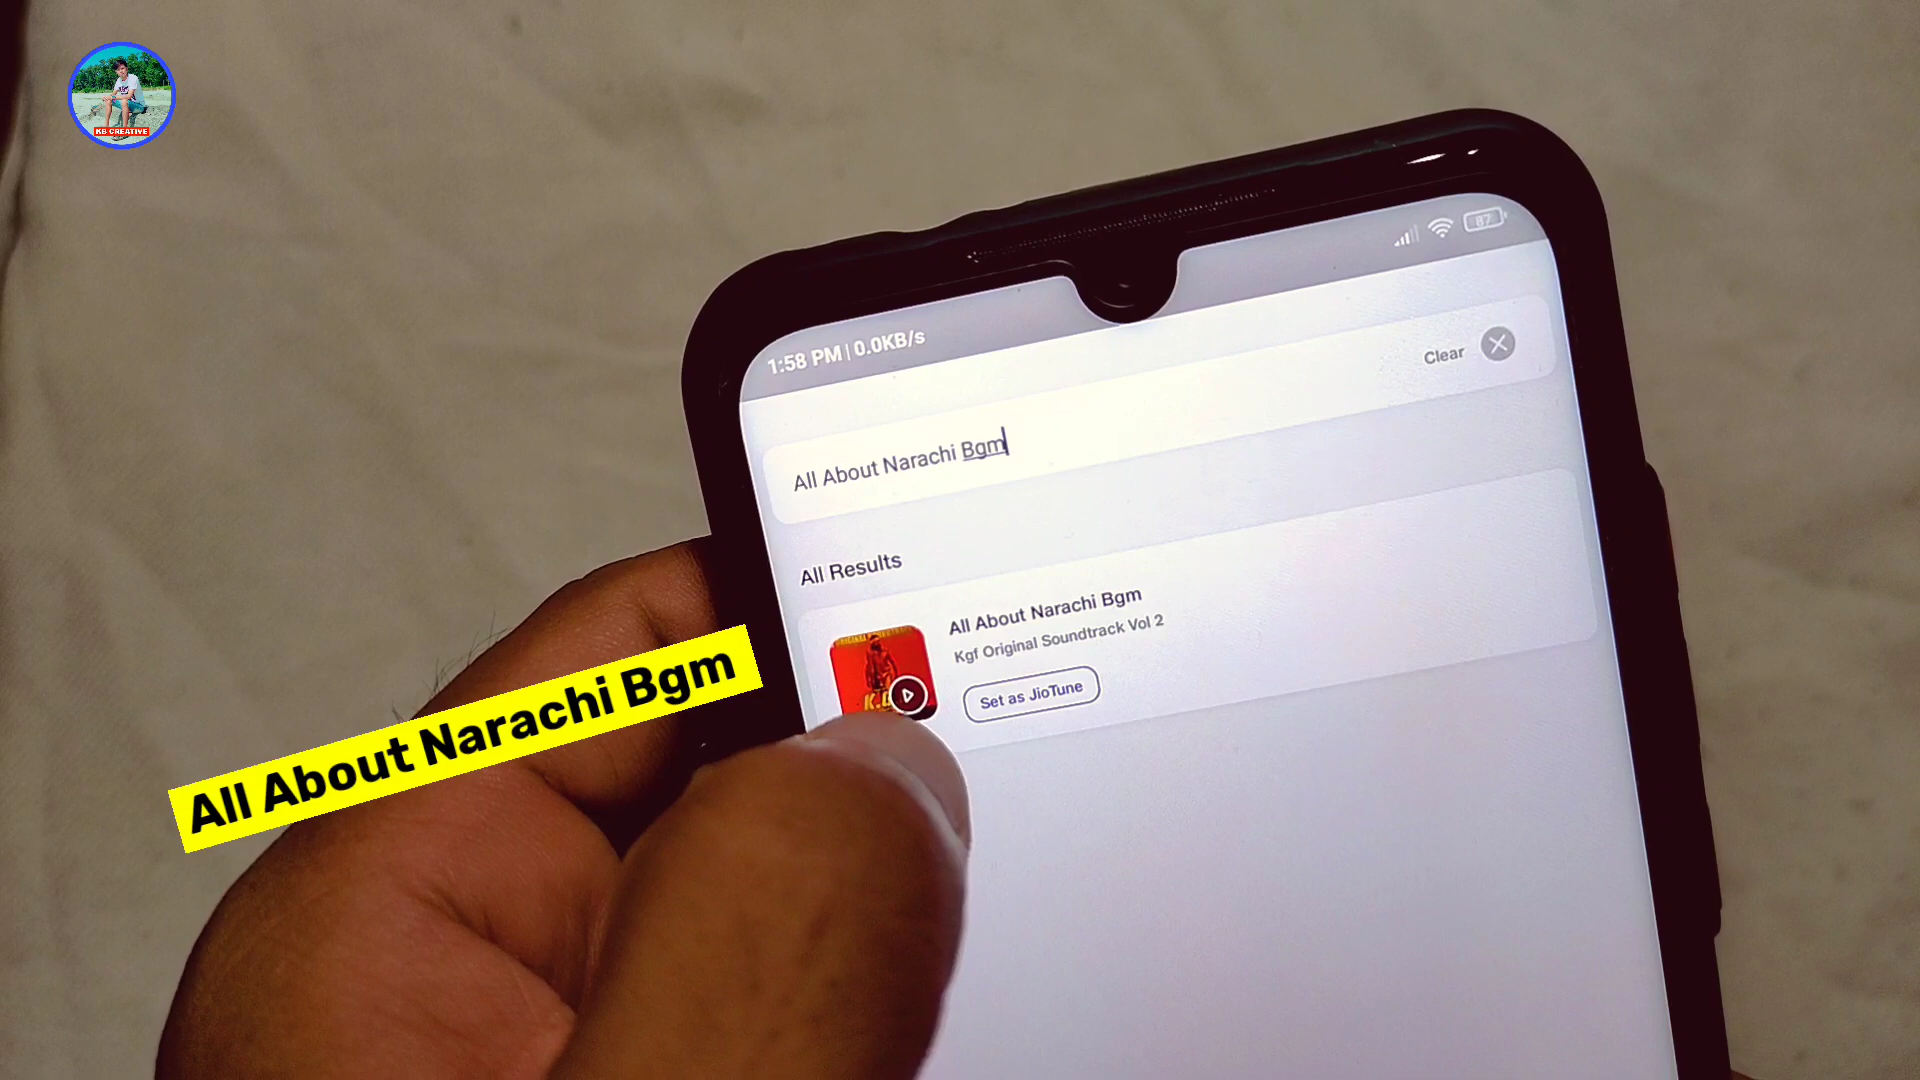 KB CREATIVE
1:58 PM | 0.0KB/s
87
Clear
All About Narachi Bgm
All Results
All About Narachi Bgm
Kgf Original Soundtrack Vol 2
Set as JioTune
All About Narachi Bgm